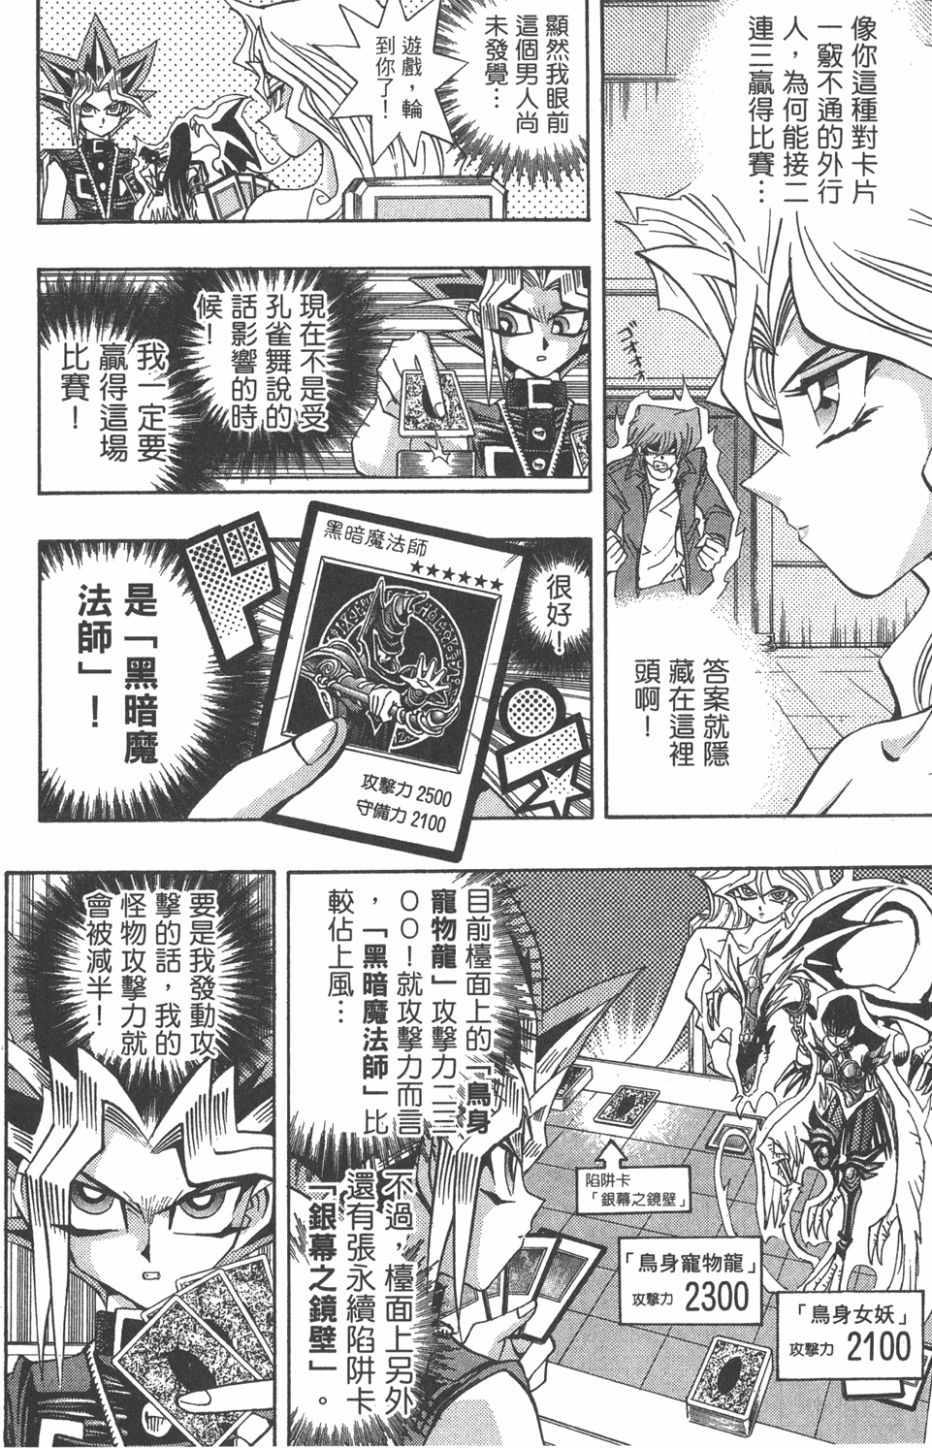 像你這種對卡片
一竅不通的外行
人，為何能接二
連三贏得比賽…
ゴオオオ
答案就隱
藏在這裡
頭啊！
顯然我眼前
這個男人尚
未發覺…
遊戲，輪
到你了！
現在不是受
孔雀舞說的
話影響的時
候！
我一定要
贏得這場
比賽！
很好！
黑暗魔法師
攻擊力 2500
守備力 2100
ド
是「黑暗魔
法師」！
目前檯面上的「鳥身
寵物龍」攻擊力二三
ＯＯ！就攻擊力而言
，「黑暗魔法師」比
較佔上風…
不過，檯面上另外
還有張永續陷阱卡
「銀幕之鏡壁」。
陷阱卡
「銀幕之鏡壁」
「鳥身寵物龍」
攻擊力 2300
「鳥身女妖」
攻擊力 2100
要是我發動攻
擊的話，我的
怪物攻擊力就
會被減半！